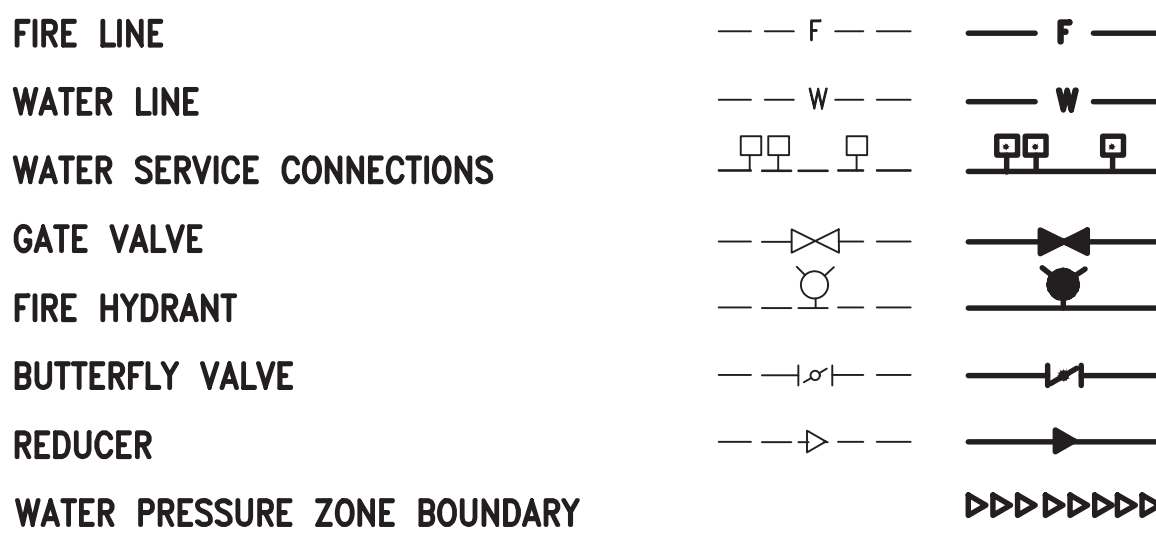 FIRE LINE F F
WATER LINE W W
WATER SERVICE CONNECTIONS
GATE VALVE
FIRE HYDRANT
BUTTERFLY VALVE
REDUCER
WATER PRESSURE ZONE BOUNDARY